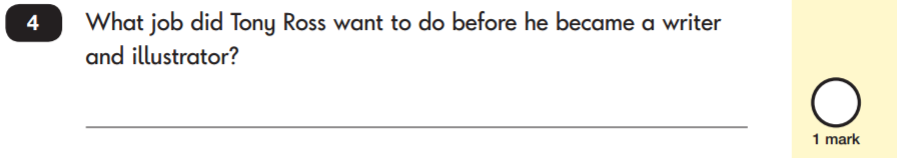 4
What job did Tony Ross want to do before he became a writer
and illustrator?
1 mark